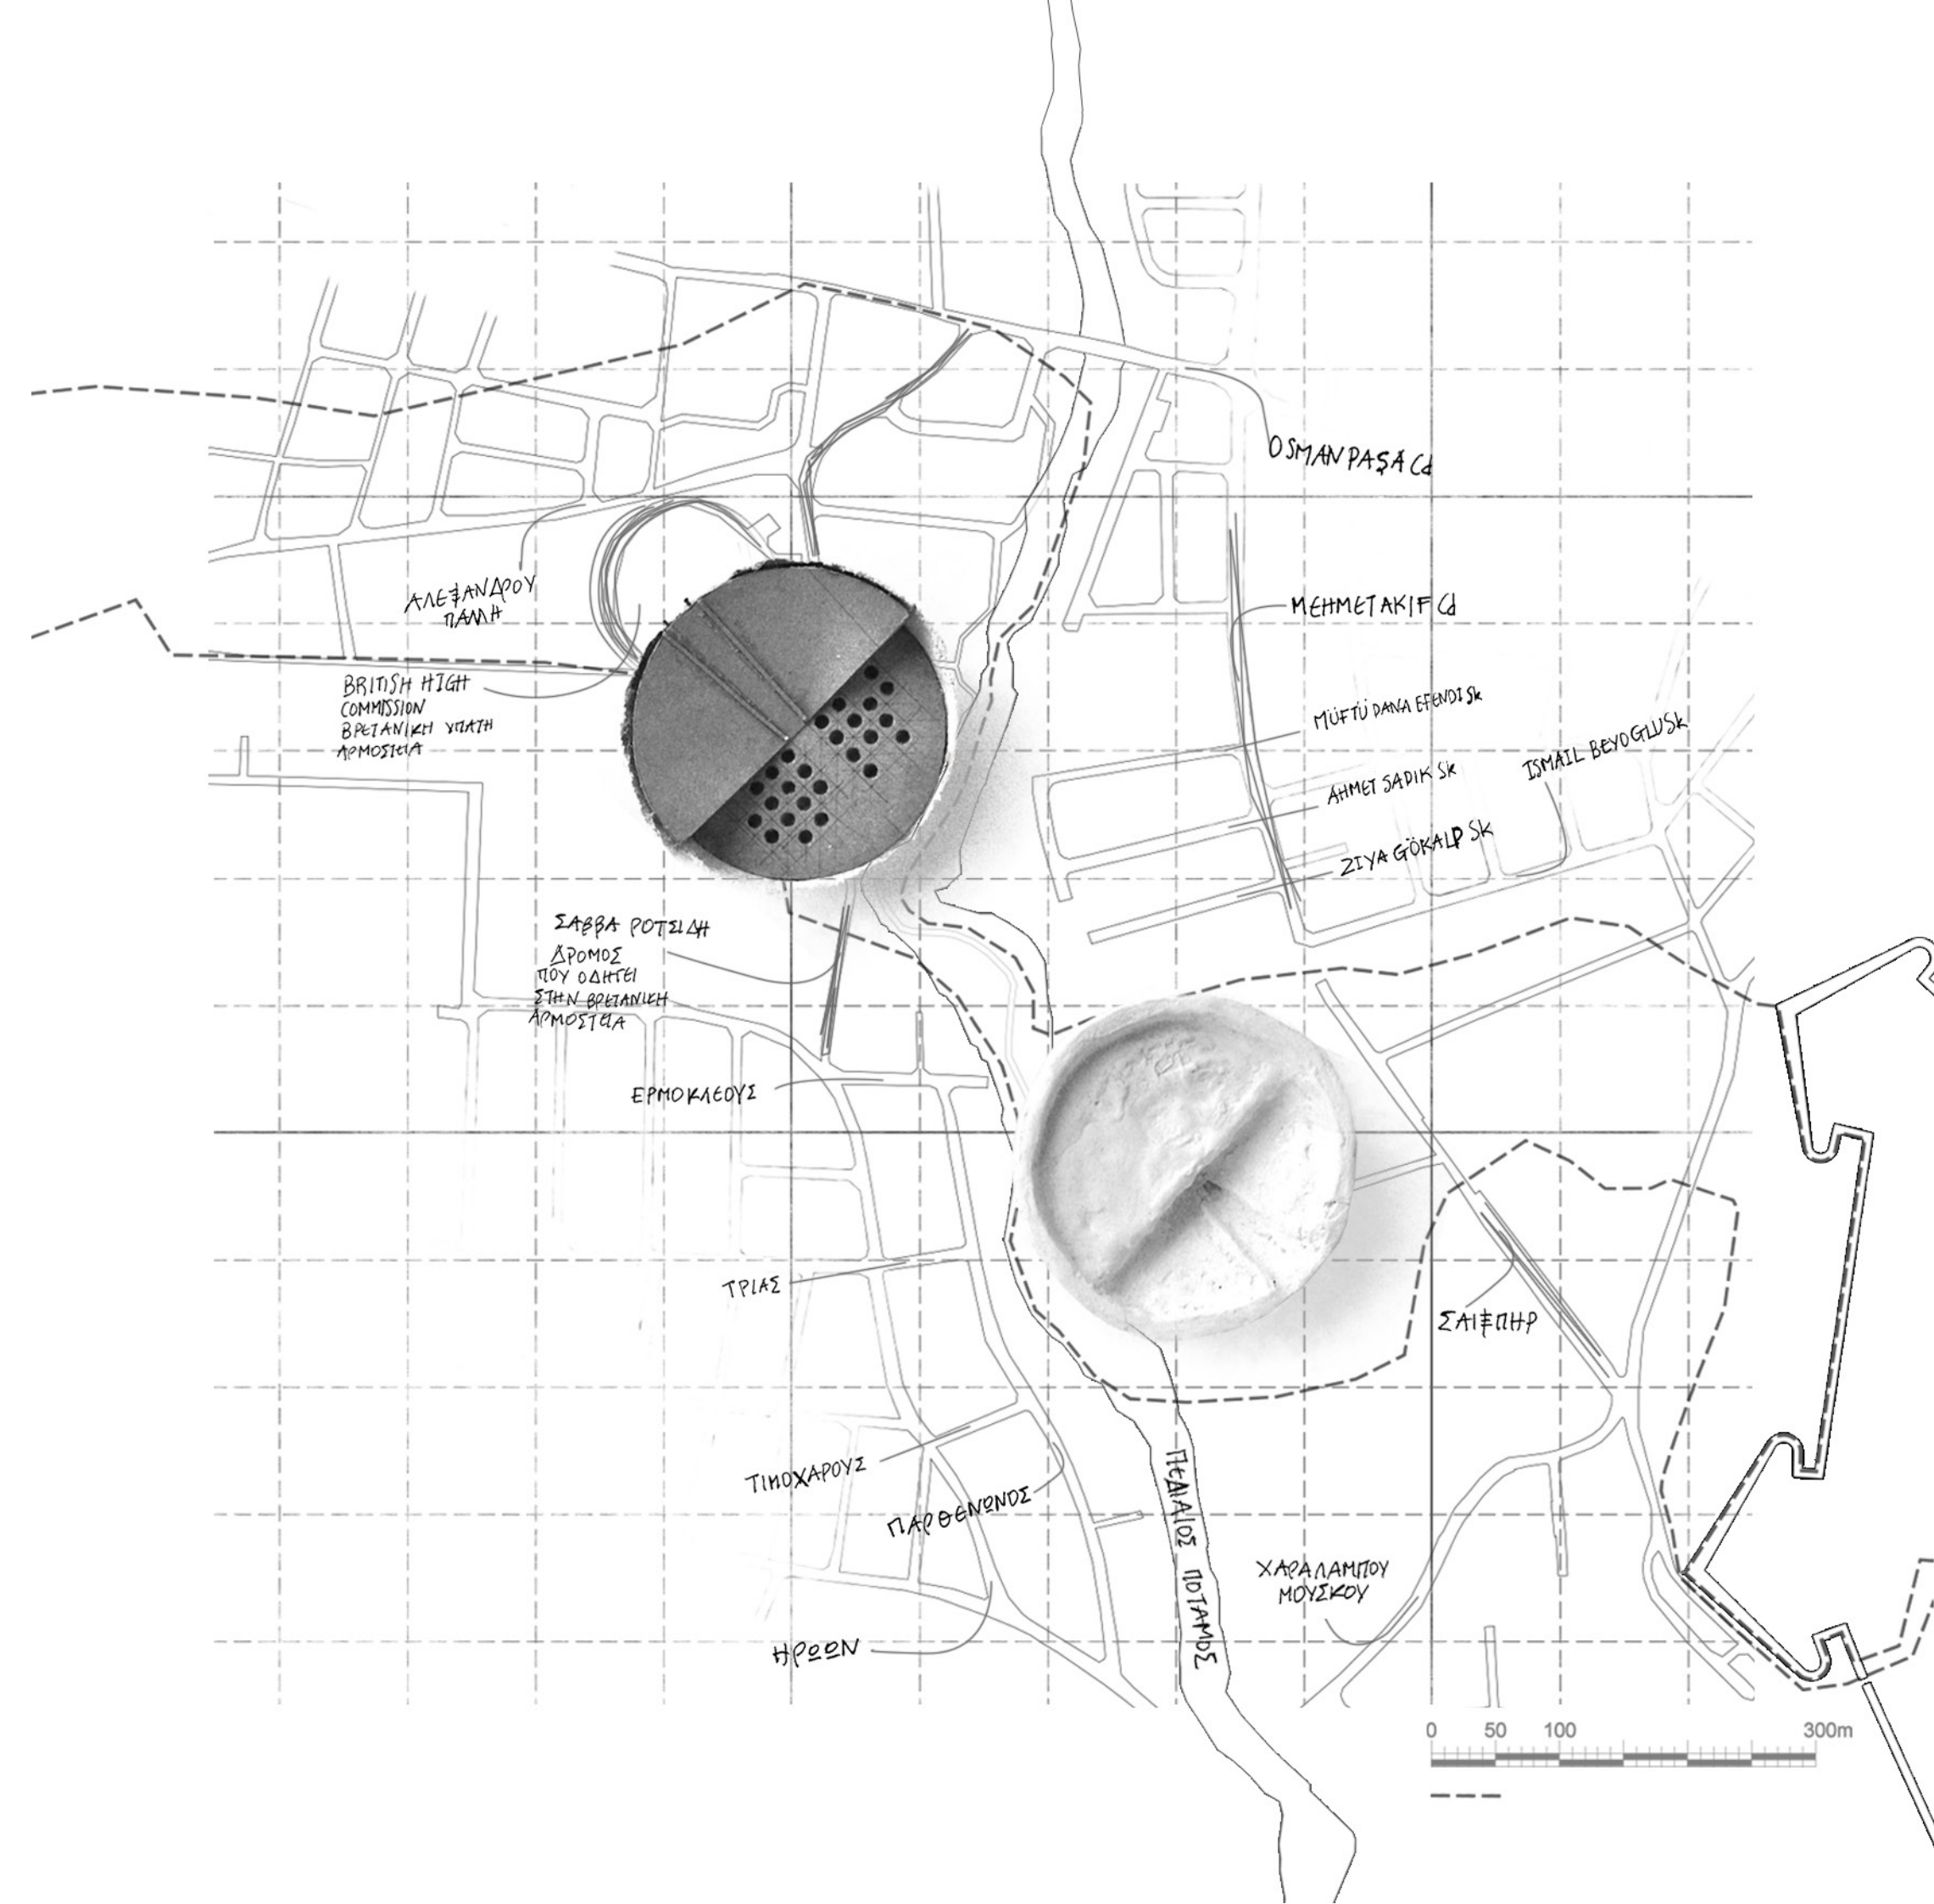 OSMANPAŞA Cd
ΑΛΕΞΑΝΔΡΟΥ
ΠΑΛΛΗ
MEHMET AKIF Cd
BRITISH HIGH
COMMISSION
ΒΡΕΤΑΝΙΚΗ ΥΠΑΤΗ
ΑΡΜΟΣΤΕΙΑ
MÜFTÜ DANA EFENDI Sk
ISMAIL BEYOGLU Sk
AHMET SADIK Sk
ZIYA GÖKALP SK
ΣΑΒΒΑ ΡΟΤΣΙΔΗ
ΔΡΟΜΟΣ
ΠΟΥ ΟΔΗΓΕΙ
ΣΤΗΝ ΒΡΕΤΑΝΙΚΗ
ΑΡΜΟΣΤΕΙΑ
ΕΡΜΟΚΛΕΟΥΣ
ΤΡΙΑΣ
ΣΑΙΞΠΗΡ
ΤΙΜΟΧΑΡΟΥΣ
ΠΑΡΘΕΝΩΝΟΣ
ΠΕΔΙΑΙΟΣ ΠΟΤΑΜΟΣ
ΧΑΡΑΛΑΜΠΟΥ
ΜΟΥΣΚΟΥ
ΗΡΩΩΝ
0 50 100 300m